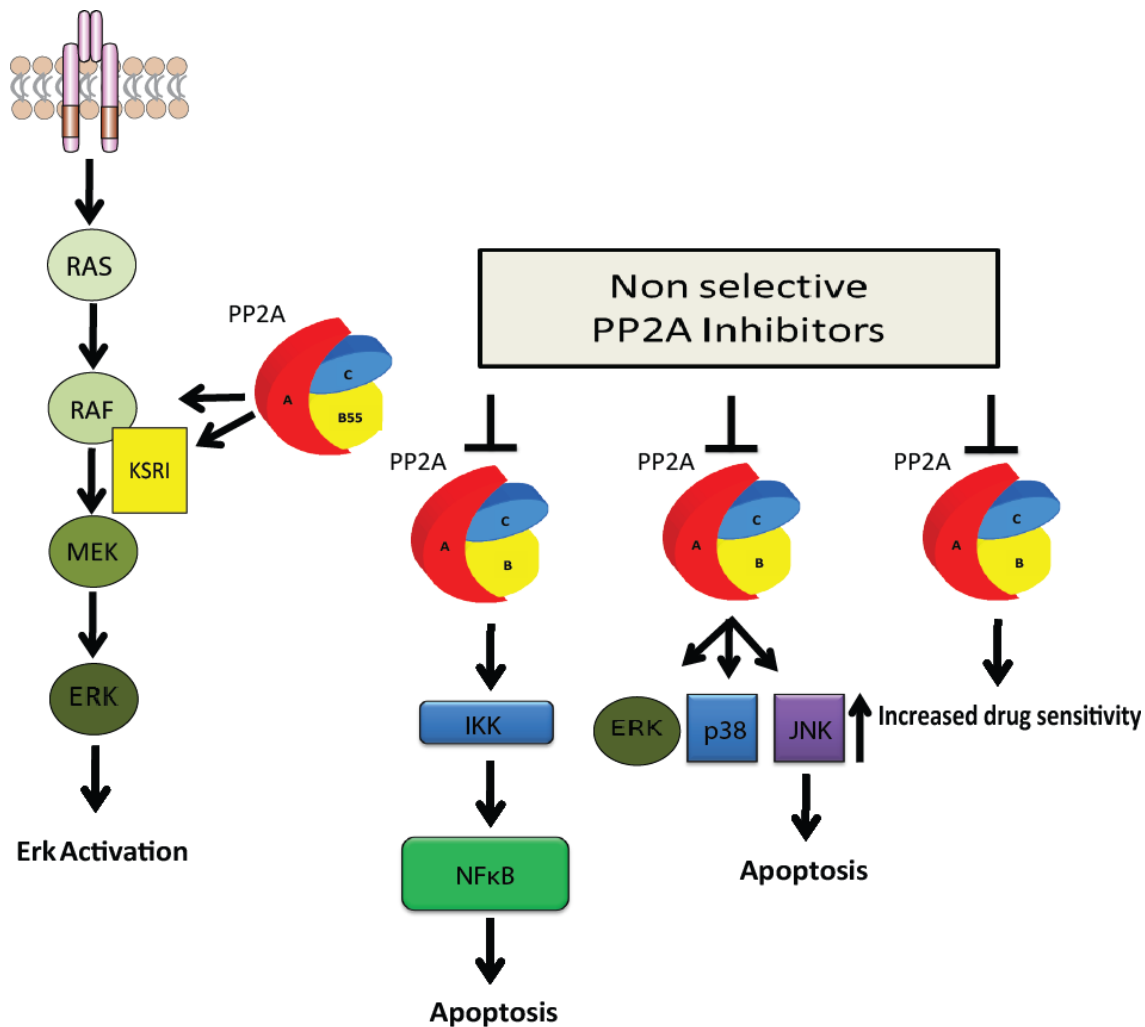 RAS
PP2A
C
A
B55
RAF
KSRI
MEK
ERK
Erk Activation
Non selective
PP2A Inhibitors
PP2A
C
A
B
IKK
NFκB
Apoptosis
PP2A
C
A
B
ERK
p38
JNK
Apoptosis
PP2A
C
A
B
Increased drug sensitivity